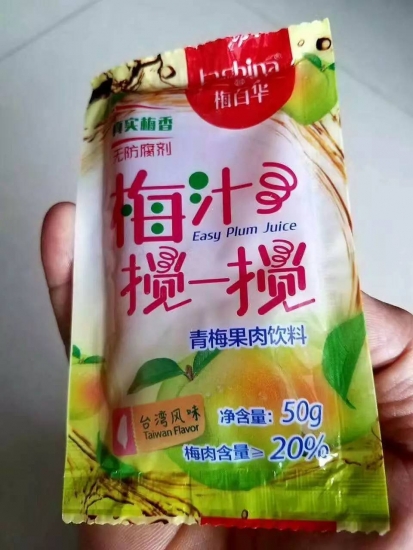 梅百华
真实梅香
无防腐剂
梅汁
Easy Plum Juice
搅一搅
青梅果肉饮料
台湾风味
Taiwan Flavor
净含量: 50g
梅肉含量≥ 20%